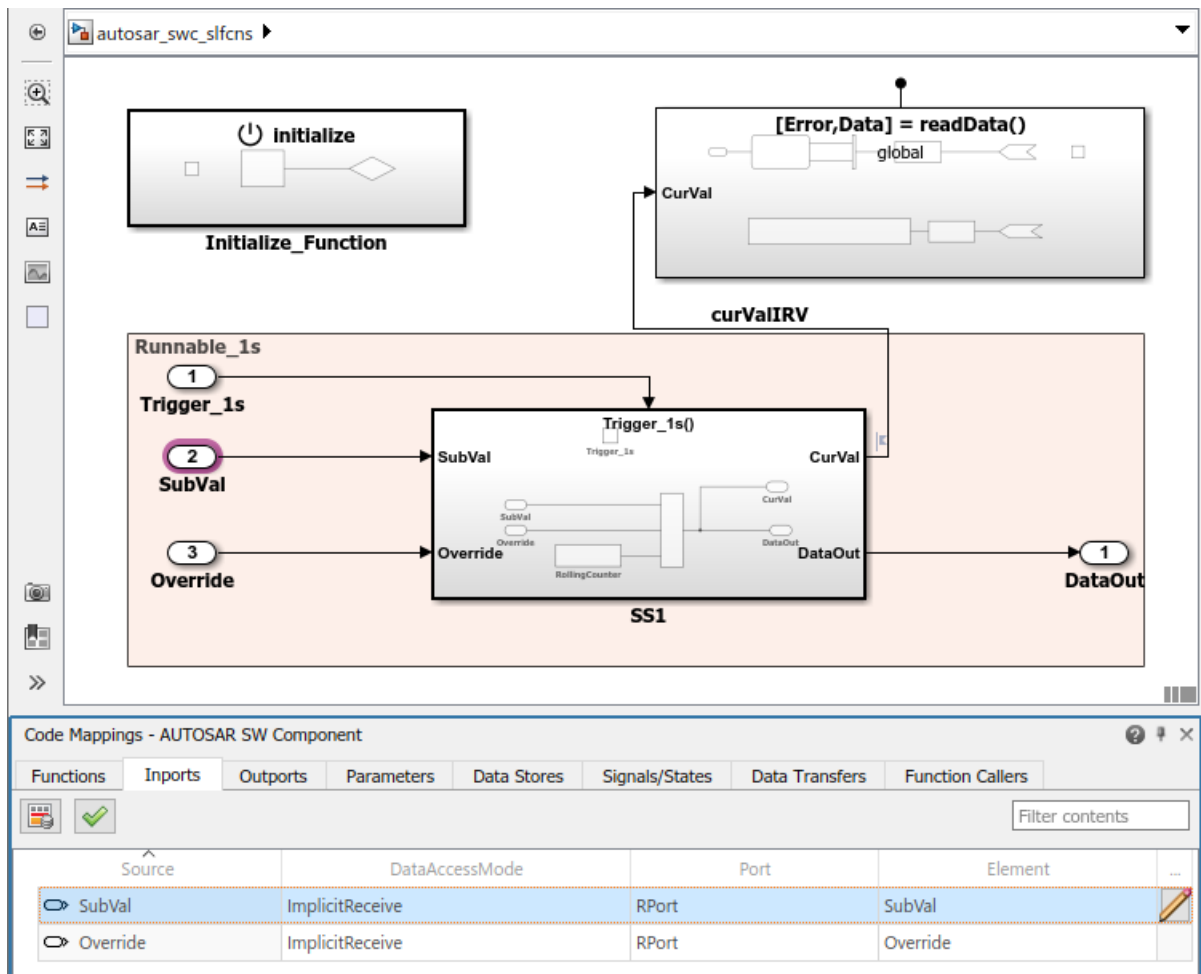 autosar_swc_slfcns
initialize
Initialize_Function
[Error,Data] = readData()
global
CurVal
curValIRV
Runnable_1s
1
Trigger_1s
2
SubVal
3
Override
Trigger_1s()
Trigger_1s
SubVal
CurVal
SubVal
Override
CurVal
DataOut
RollingCounter
Override
DataOut
SS1
1
DataOut
Code Mappings - AUTOSAR SW Component
Functions Inports Outports Parameters Data Stores Signals/States Data Transfers Function Callers
Filter contents
Source DataAccessMode Port Element ...
SubVal ImplicitReceive RPort SubVal
Override ImplicitReceive RPort Override